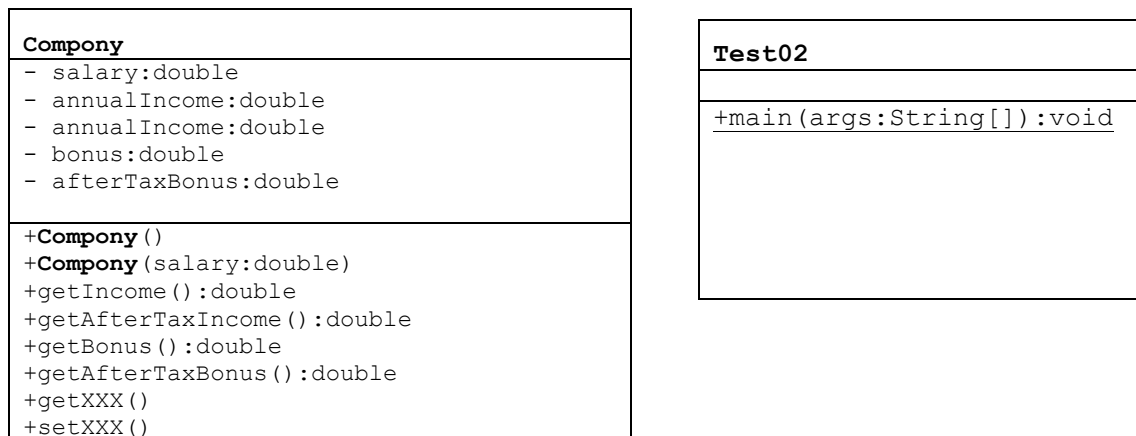 Compony
- salary:double
- annualIncome:double
- annualIncome:double
- bonus:double
- afterTaxBonus:double
+Compony()
+Compony(salary:double)
+getIncome():double
+getAfterTaxIncome():double
+getBonus():double
+getAfterTaxBonus():double
+getXXX()
+setXXX()
Test02
+main(args:String[]):void